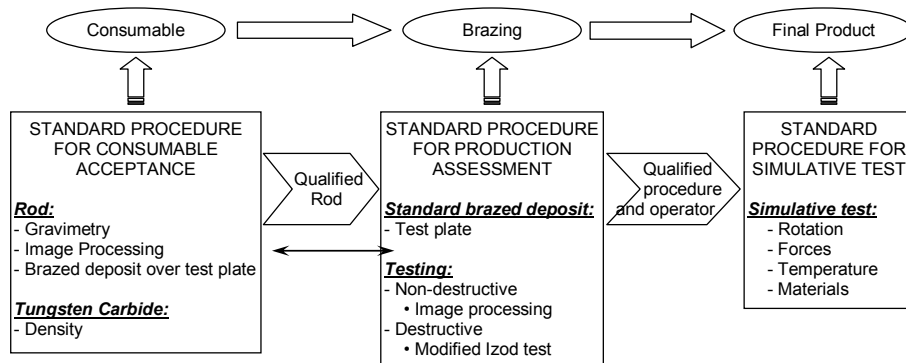 Consumable
Brazing
Final Product
STANDARD PROCEDURE
FOR CONSUMABLE
ACCEPTANCE
Rod:
- Gravimetry
- Image Processing
- Brazed deposit over test plate
Tungsten Carbide:
- Density
Qualified
Rod
STANDARD PROCEDURE
FOR PRODUCTION
ASSESSMENT
Standard brazed deposit:
- Test plate
Testing:
- Non-destructive
• Image processing
- Destructive
• Modified Izod test
Qualified
procedure
and operator
STANDARD
PROCEDURE FOR
SIMULATIVE TEST
Simulative test:
- Rotation
- Forces
- Temperature
- Materials